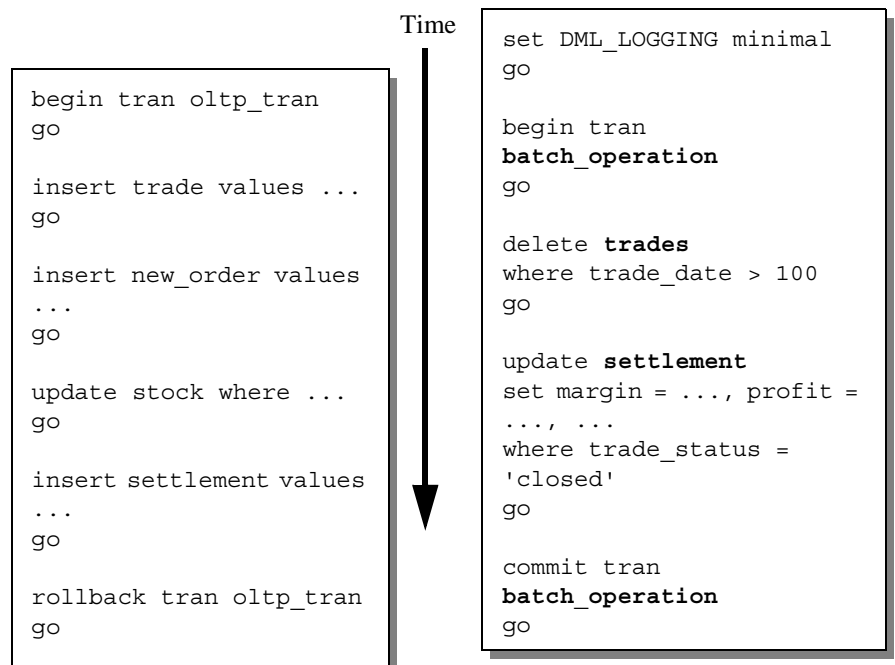 Time
begin tran oltp_tran
go
insert trade values ...
go
insert new_order values
...
go
update stock where ...
go
insert settlement values
...
go
rollback tran oltp_tran
go
set DML_LOGGING minimal
go
begin tran
batch_operation
go
delete trades
where trade_date > 100
go
update settlement
set margin = ..., profit =
..., ...
where trade_status =
'closed'
go
commit tran
batch_operation
go